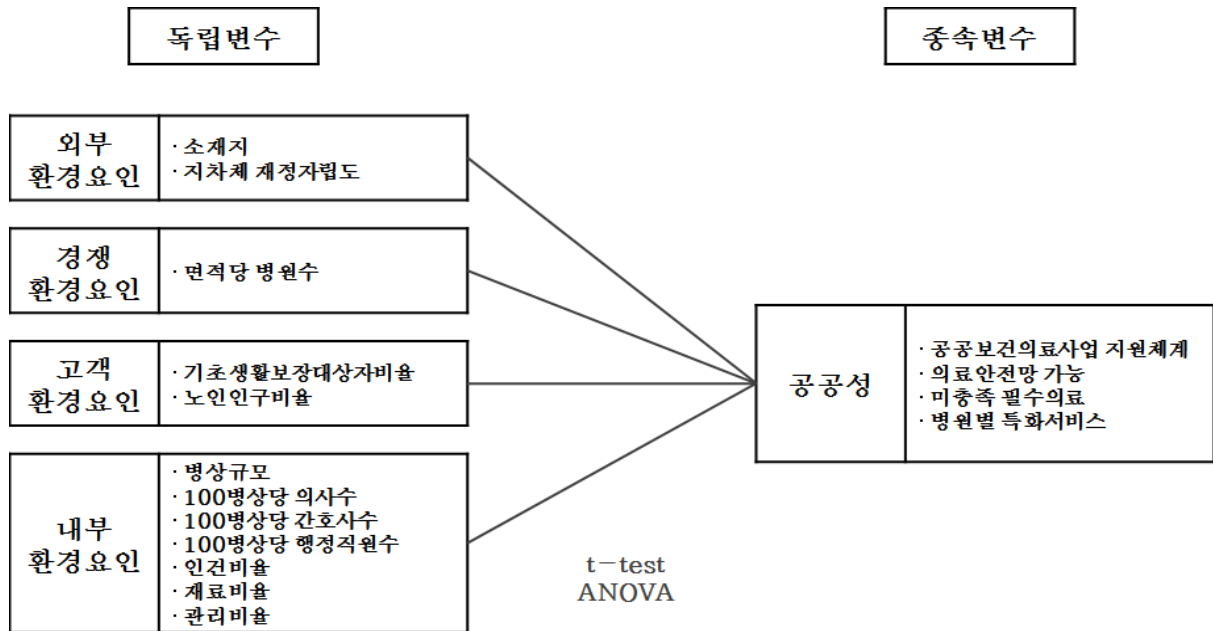 독립변수
종속변수
외부
환경요인
· 소재지
· 지차체 재정자립도
경쟁
환경요인
· 면적당 병원수
고객
환경요인
· 기초생활보장대상자비율
· 노인인구비율
내부
환경요인
· 병상규모
· 100병상당 의사수
· 100병상당 간호사수
· 100병상당 행정직원수
· 인건비율
· 재료비율
· 관리비율
공공성
· 공공보건의료사업 지원체계
· 의료안전망 기능
· 미충족 필수의료
· 병원별 특화서비스
t-test
ANOVA